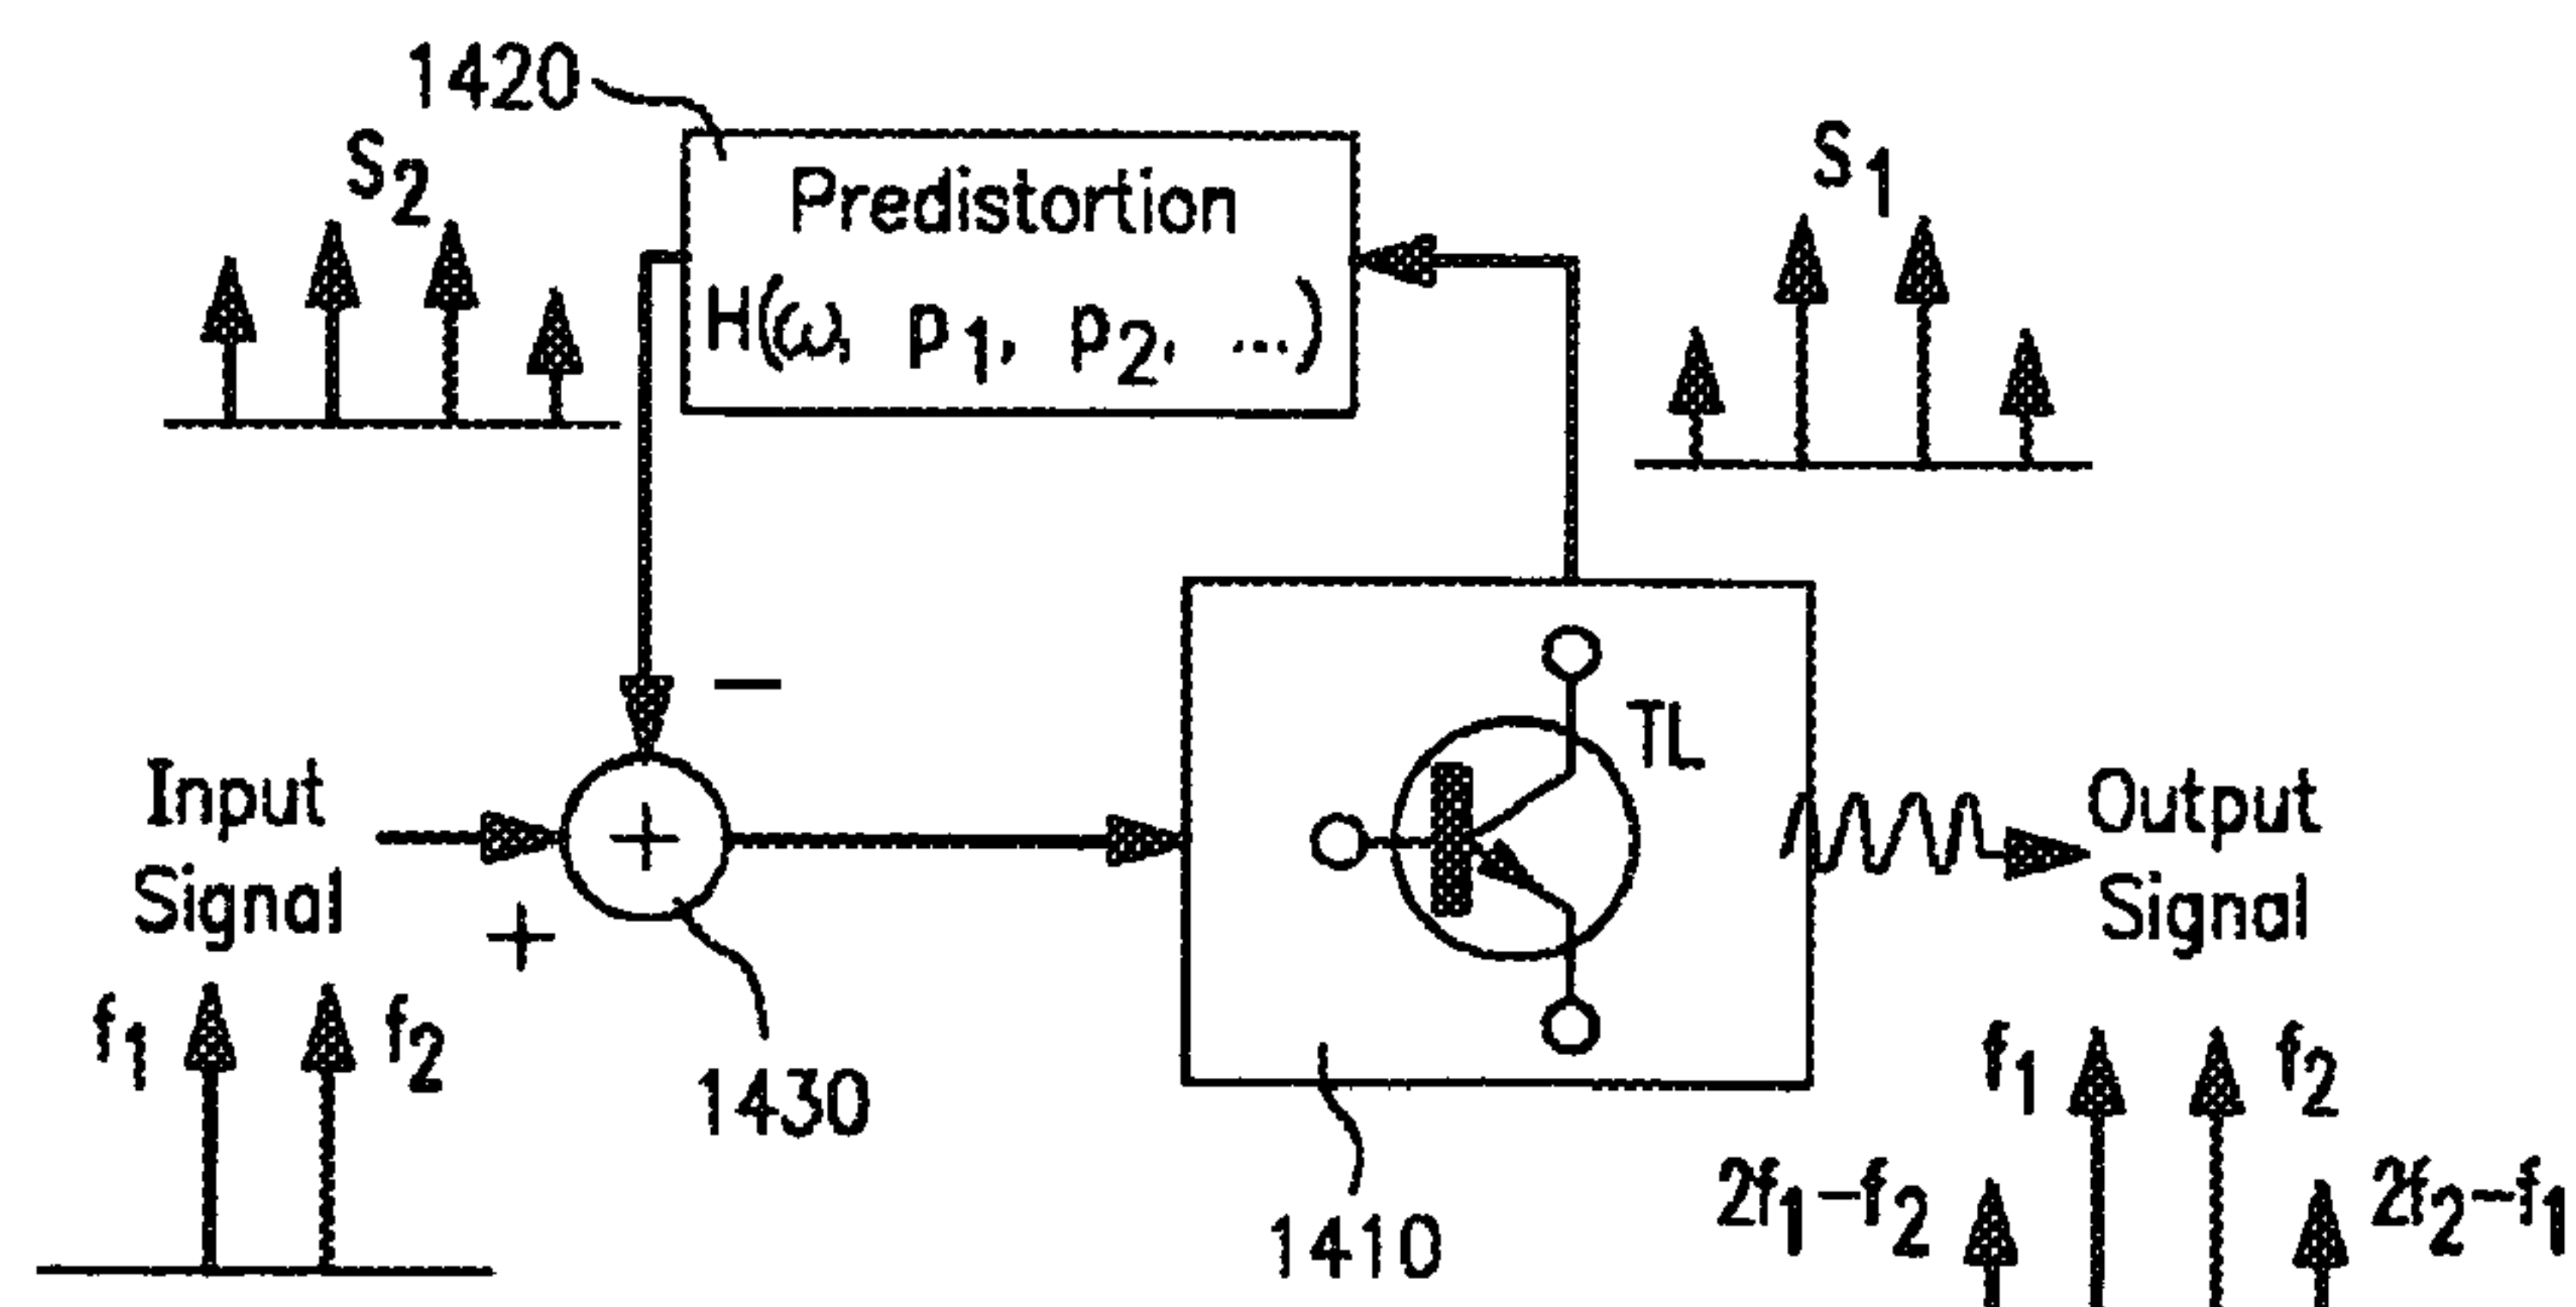 1420
S2
Predistortion
H(ω, p1, p2, ...)
S1
−
TL
Input
Signal
+
+
Output
Signal
f1
f2
1430
1410
f1
f2
2f1−f2
2f2−f1